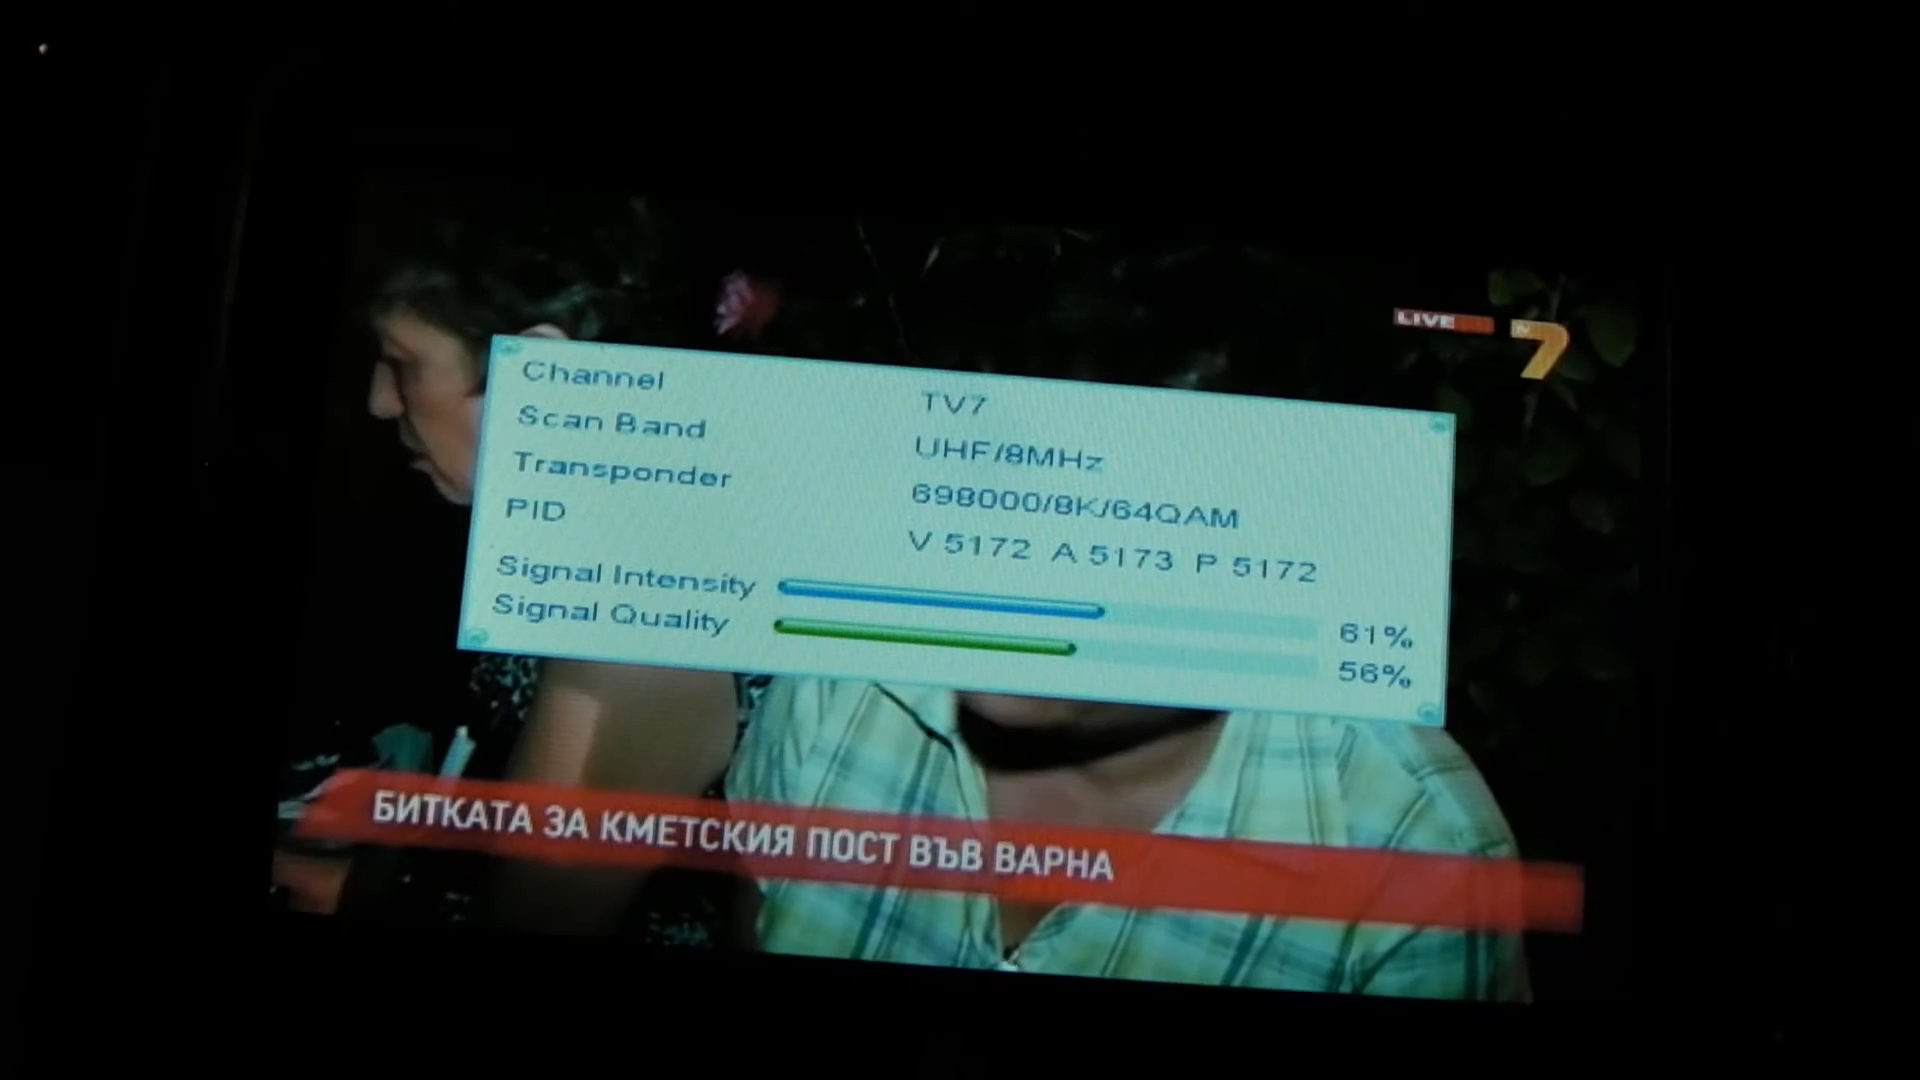 LIVE
7
Channel TV7
Scan Band UHF/8MHz
Transponder 698000/8K/64QAM
PID V 5172 A 5173 P 5172
Signal Intensity 61%
Signal Quality 56%
БИТКАТА ЗА КМЕТСКИЯ ПОСТ ВЪВ ВАРНА